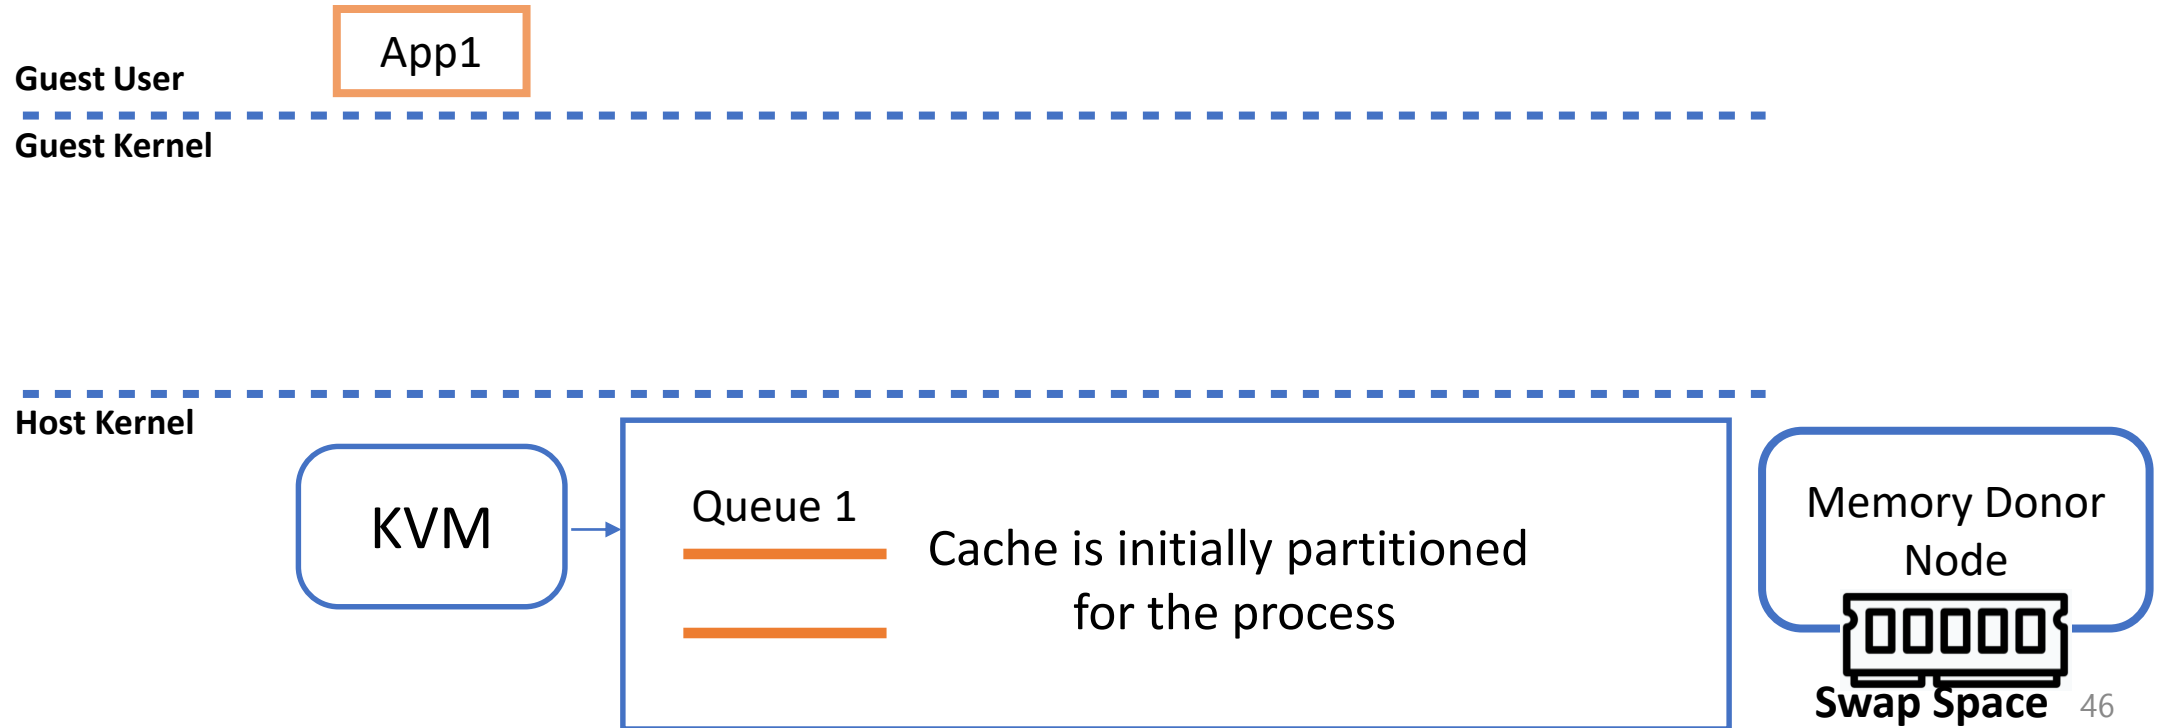 App1
Guest User
Guest Kernel
Host Kernel
KVM
Queue 1
Cache is initially partitioned
for the process
Memory Donor
Node
Swap Space
46